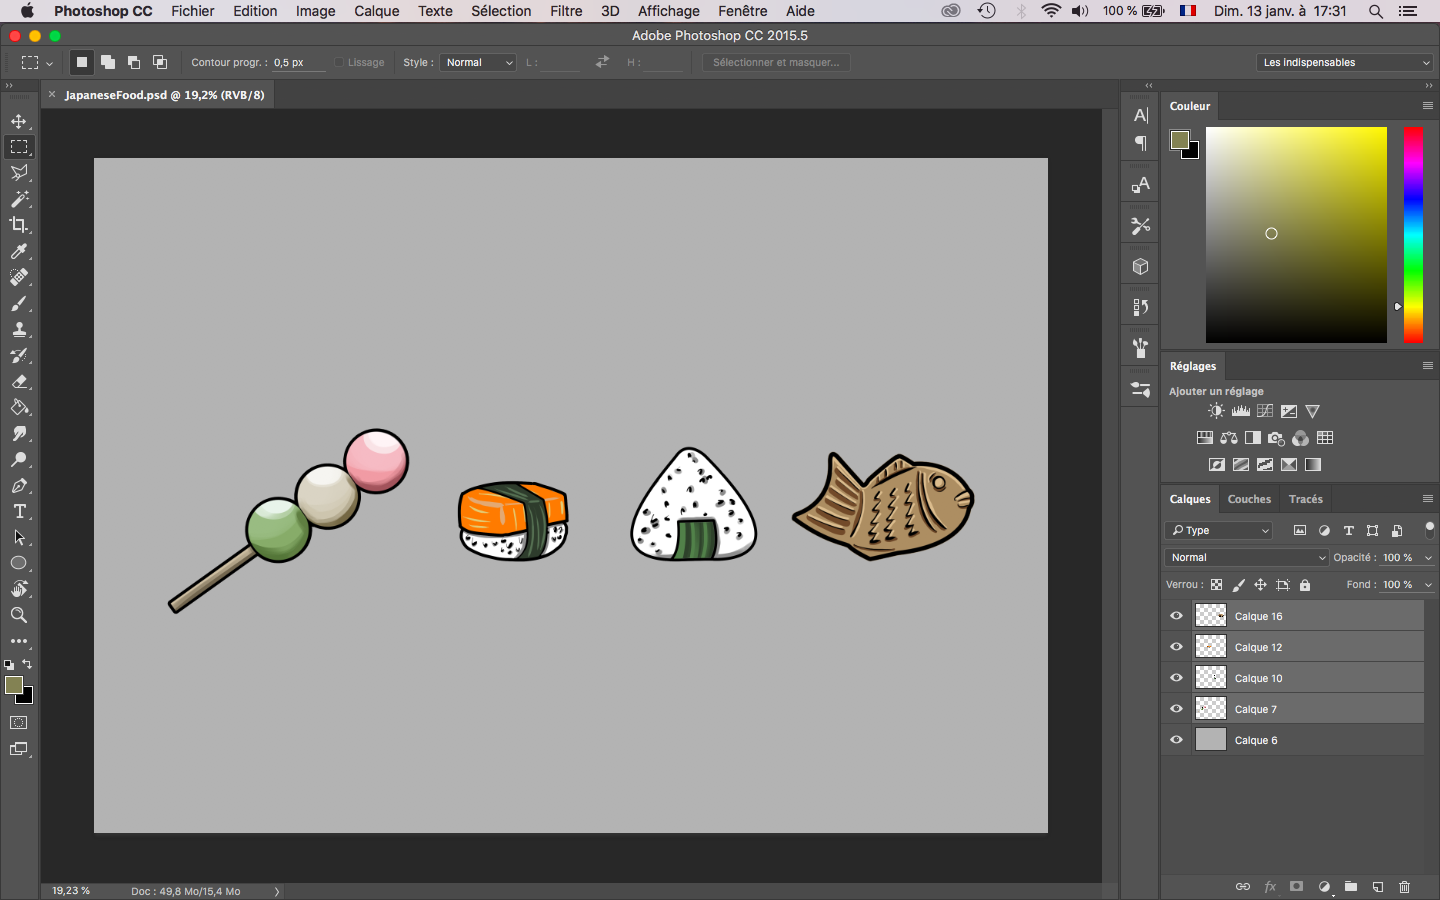 Photoshop CC Fichier Edition Image Calque Texte Sélection Filtre 3D Affichage Fenêtre Aide 100 % Dim. 13 janv. à 17:31
Adobe Photoshop CC 2015.5
Contour progr. : 0,5 px Lissage Style : Normal L : H : Sélectionner et masquer... Les indispensables
JapaneseFood.psd @ 19,2% (RVB/8)
Couleur
Réglages
Ajouter un réglage
Calques Couches Tracés
Type
Normal Opacité : 100 %
Verrou : Fond : 100 %
Calque 16
Calque 12
Calque 10
Calque 7
Calque 6
fx
19,23 % Doc : 49,8 Mo/15,4 Mo